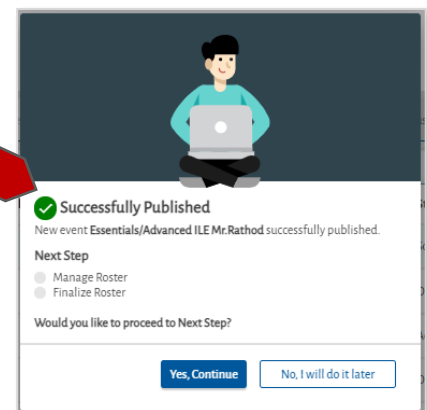 Successfully Published
New event Essentials/Advanced ILE Mr.Rathod successfully published.
Next Step
Manage Roster
Finalize Roster
Would you like to proceed to Next Step?
Yes, Continue
No, I will do it later